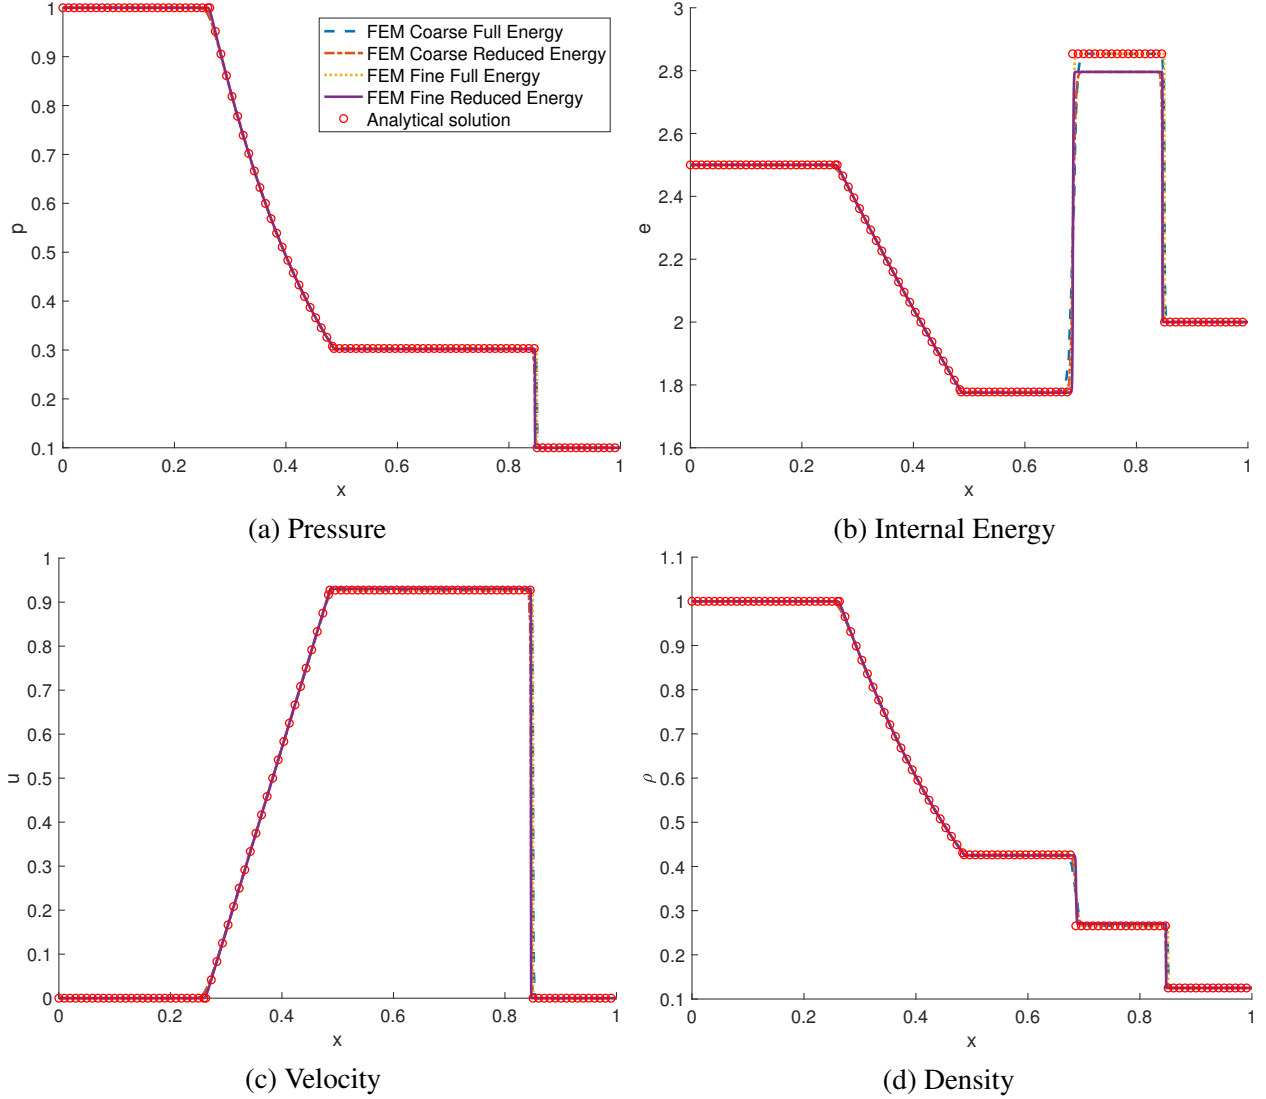 1
0.9
0.8
0.7
0.6
0.5
0.4
0.3
0.2
0.1
p
0 0.2 0.4 0.6 0.8 1
x
FEM Coarse Full Energy
FEM Coarse Reduced Energy
FEM Fine Full Energy
FEM Fine Reduced Energy
Analytical solution
(a) Pressure
3
2.8
2.6
2.4
2.2
2
1.8
1.6
e
0 0.2 0.4 0.6 0.8 1
x
(b) Internal Energy
1
0.9
0.8
0.7
0.6
0.5
0.4
0.3
0.2
0.1
0
u
0 0.2 0.4 0.6 0.8 1
x
(c) Velocity
1.1
1
0.9
0.8
0.7
0.6
0.5
0.4
0.3
0.2
0.1
ρ
0 0.2 0.4 0.6 0.8 1
x
(d) Density